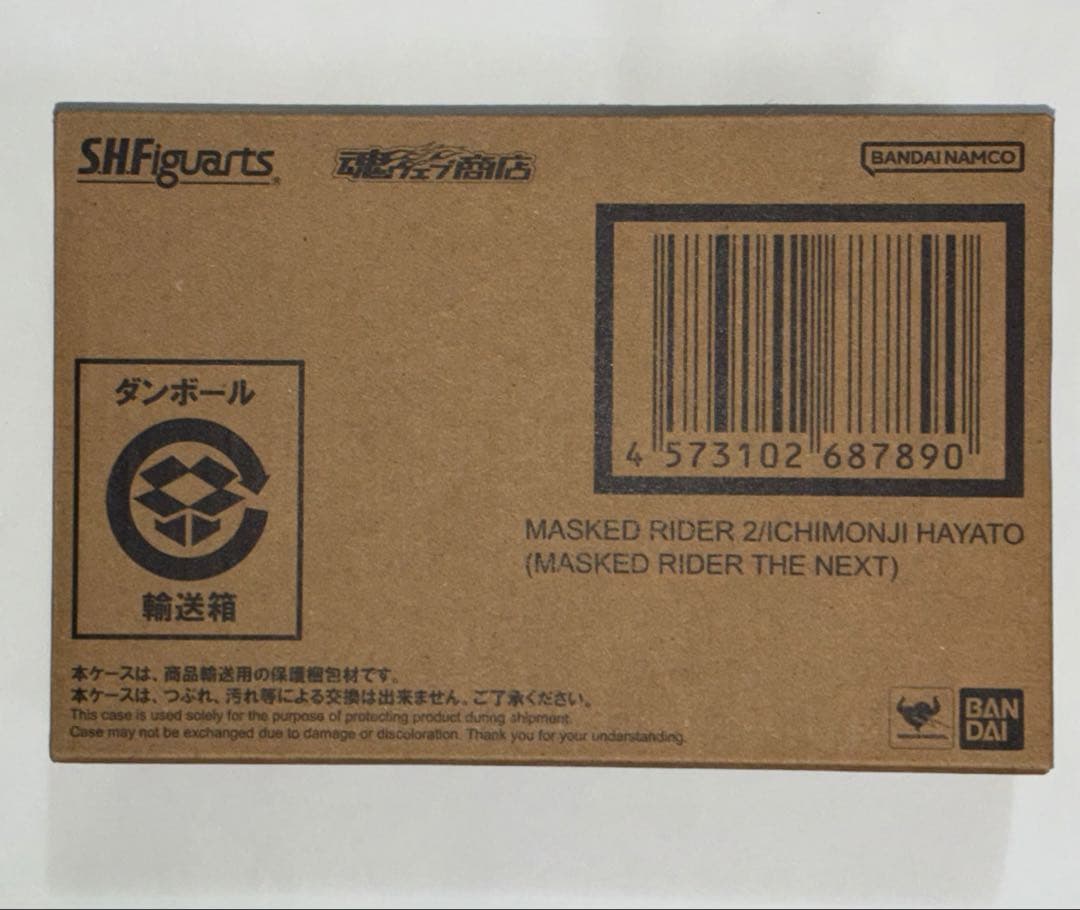 S.H.Figuarts
魂ウェブ商店
BANDAI NAMCO
4 573102 687890
MASKED RIDER 2/ICHIMONJI HAYATO
(MASKED RIDER THE NEXT)
ダンボール
輸送箱
本ケースは、商品輸送用の保護梱包材です。
本ケースは、つぶれ、汚れ等による交換は出来ません。ご了承ください。
This case is used solely for the purpose of protecting product during shipment.
Case may not be exchanged due to damage or discoloration. Thank you for your understanding.
BAN
DAI